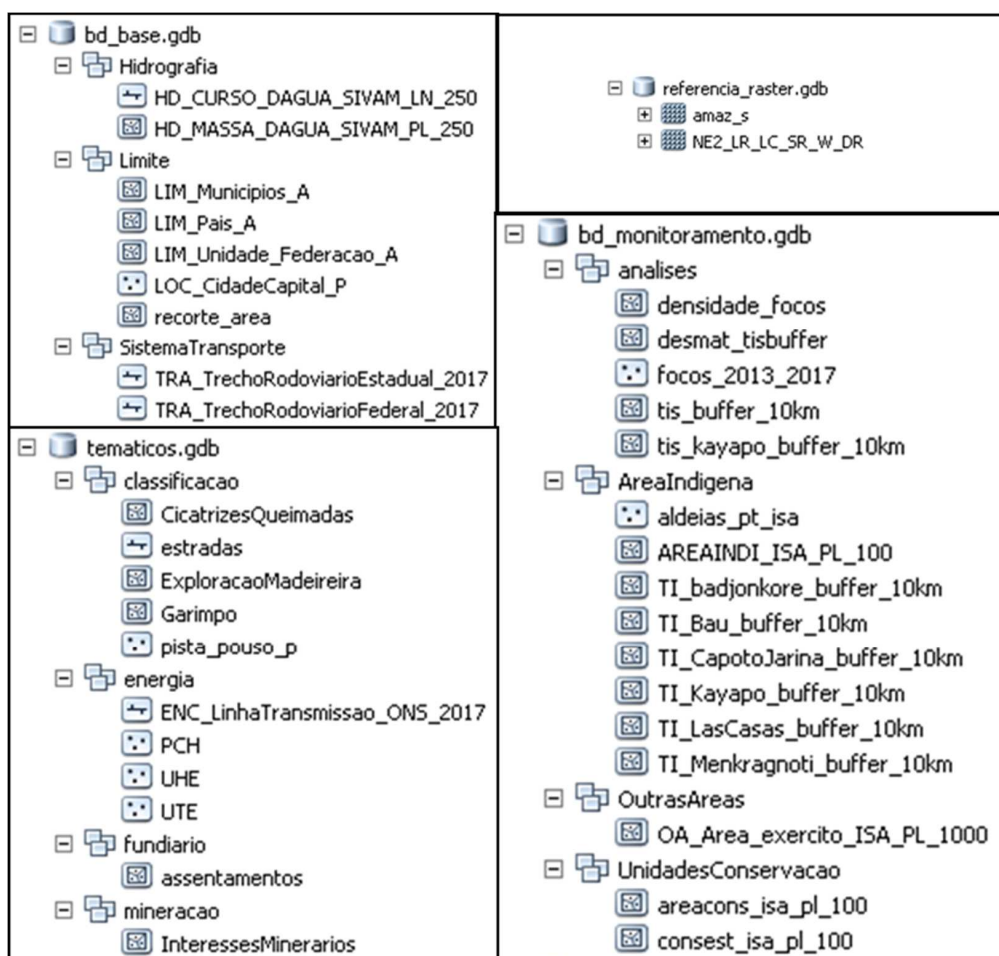 bd_base.gdb
Hidrografia
HD_CURSO_DAGUA_SIVAM_LN_250
HD_MASSA_DAGUA_SIVAM_PL_250
Limite
LIM_Municipios_A
LIM_Pais_A
LIM_Unidade_Federacao_A
LOC_CidadeCapital_P
recorte_area
SistemaTransporte
TRA_TrechoRodoviarioEstadual_2017
TRA_TrechoRodoviarioFederal_2017
tematicos.gdb
classificacao
CicatrizesQueimadas
estradas
ExploracaoMadeireira
Garimpo
pista_pouso_p
energia
ENC_LinhaTransmissao_ONS_2017
PCH
UHE
UTE
fundiario
assentamentos
mineracao
InteressesMinerarios
referencia_raster.gdb
amaz_s
NE2_LR_LC_SR_W_DR
bd_monitoramento.gdb
analises
densidade_focos
desmat_tisbuffer
focos_2013_2017
tis_buffer_10km
tis_kayapo_buffer_10km
AreaIndigena
aldeias_pt_isa
AREAINDI_ISA_PL_100
TI_badjonkore_buffer_10km
TI_Bau_buffer_10km
TI_CapotoJarina_buffer_10km
TI_Kayapo_buffer_10km
TI_LasCasas_buffer_10km
TI_Menkragnoti_buffer_10km
OutrasAreas
OA_Area_exercito_ISA_PL_1000
UnidadesConservacao
areacons_isa_pl_100
consest_isa_pl_100